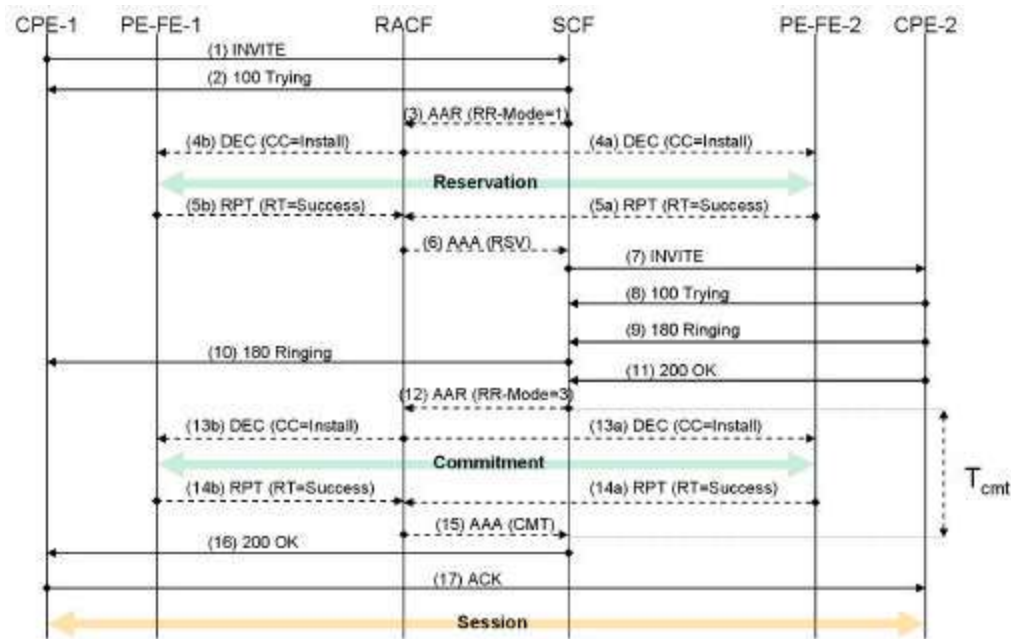 CPE-1 PE-FE-1 RACF SCF PE-FE-2 CPE-2
(1) INVITE
(2) 100 Trying
(3) AAR (RR-Mode=1)
(4b) DEC (CC=Install) (4a) DEC (CC=Install)
Reservation
(5b) RPT (RT=Success) (5a) RPT (RT=Success)
(6) AAA (RSV)
(7) INVITE
(8) 100 Trying
(9) 180 Ringing
(10) 180 Ringing
(11) 200 OK
(12) AAR (RR-Mode=3)
(13b) DEC (CC=Install) (13a) DEC (CC=Install)
Commitment
Tcmt
(14b) RPT (RT=Success) (14a) RPT (RT=Success)
(15) AAA (CMT)
(16) 200 OK
(17) ACK
Session